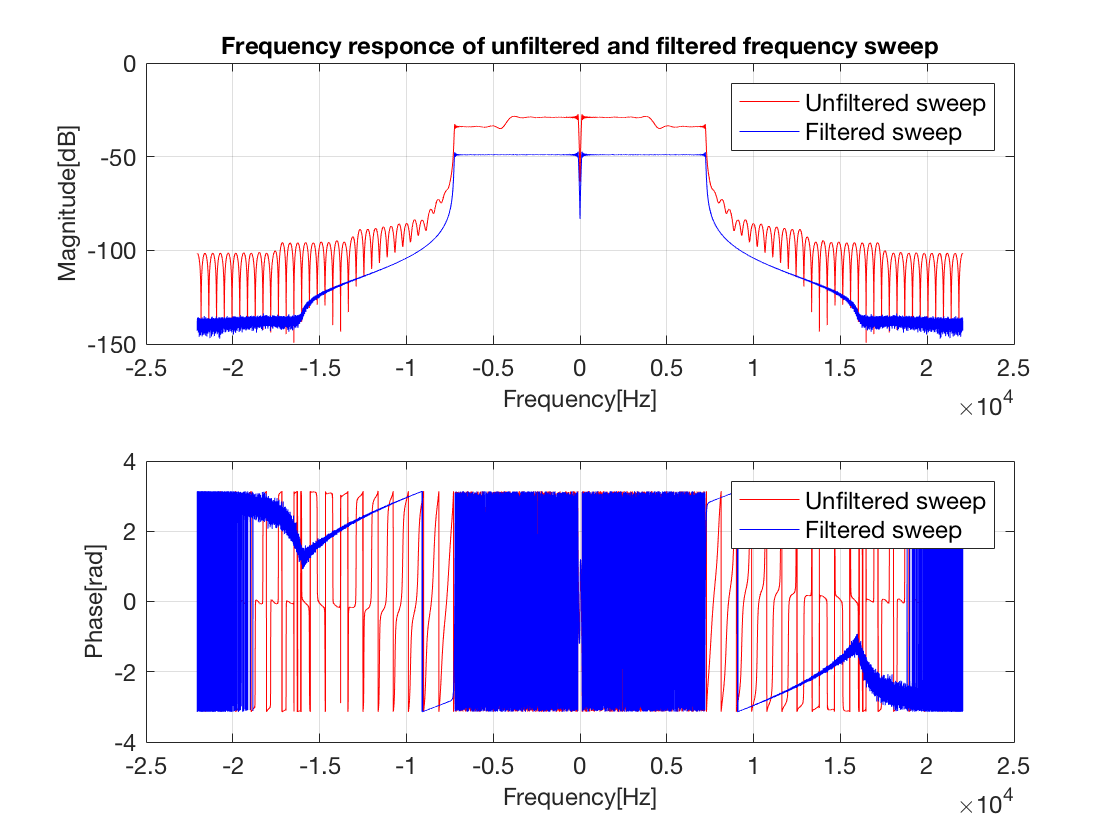 Frequency responce of unfiltered and filtered frequency sweep
0
-50
-100
-150
Magnitude[dB]
Unfiltered sweep
Filtered sweep
-2.5 -2 -1.5 -1 -0.5 0 0.5 1 1.5 2 2.5
Frequency[Hz]
×10^4
4
2
0
-2
-4
Phase[rad]
Unfiltered sweep
Filtered sweep
-2.5 -2 -1.5 -1 -0.5 0 0.5 1 1.5 2 2.5
Frequency[Hz]
×10^4